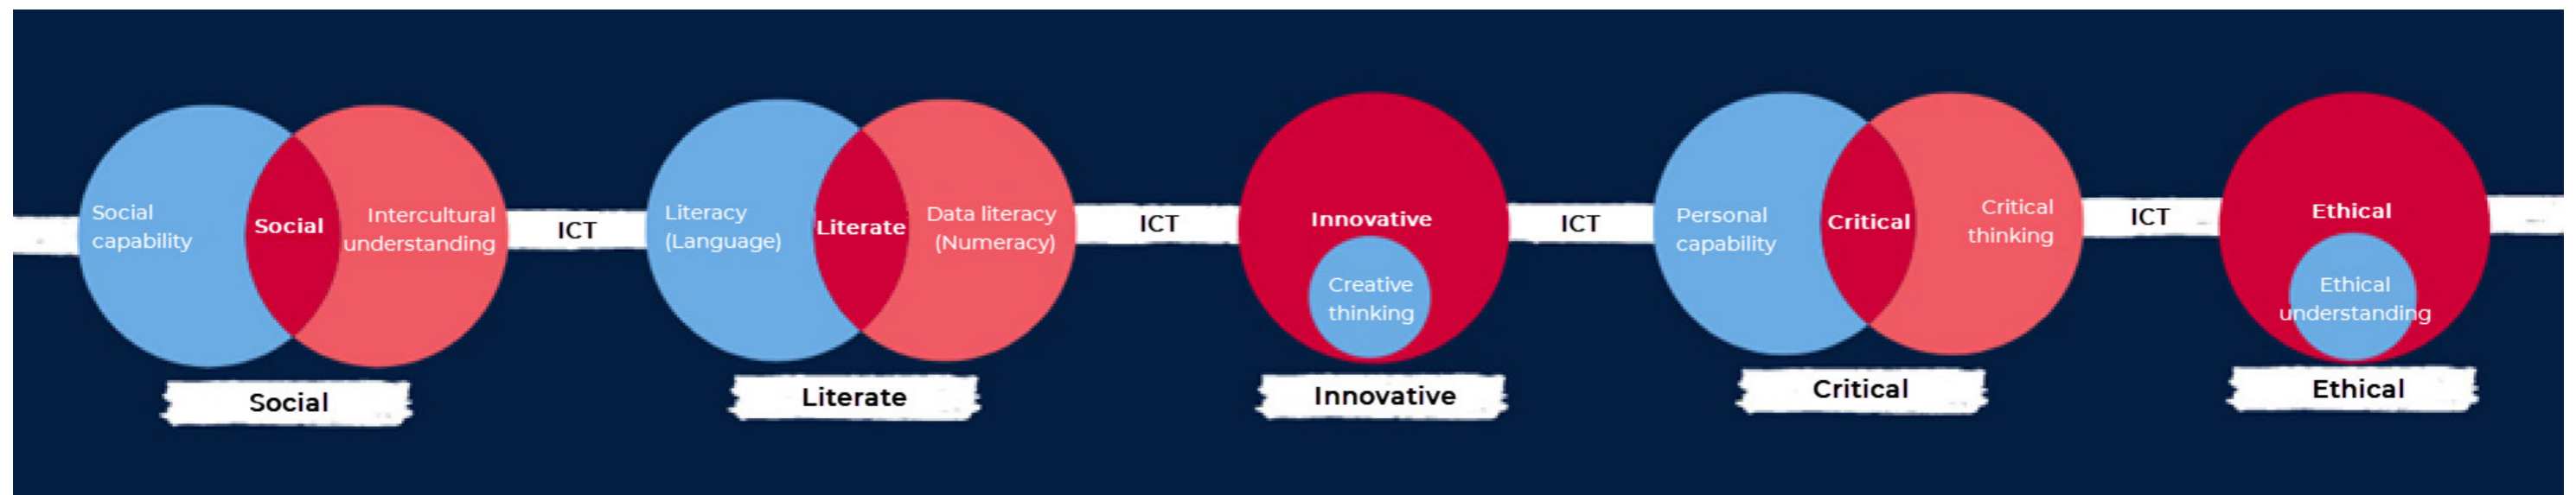 Social
capability
Social
Intercultural
understanding
ICT
Literacy
(Language)
Literate
Data literacy
(Numeracy)
ICT
Innovative
Creative
thinking
ICT
Personal
capability
Critical
Critical
thinking
ICT
Ethical
Ethical
understanding
Social
Literate
Innovative
Critical
Ethical